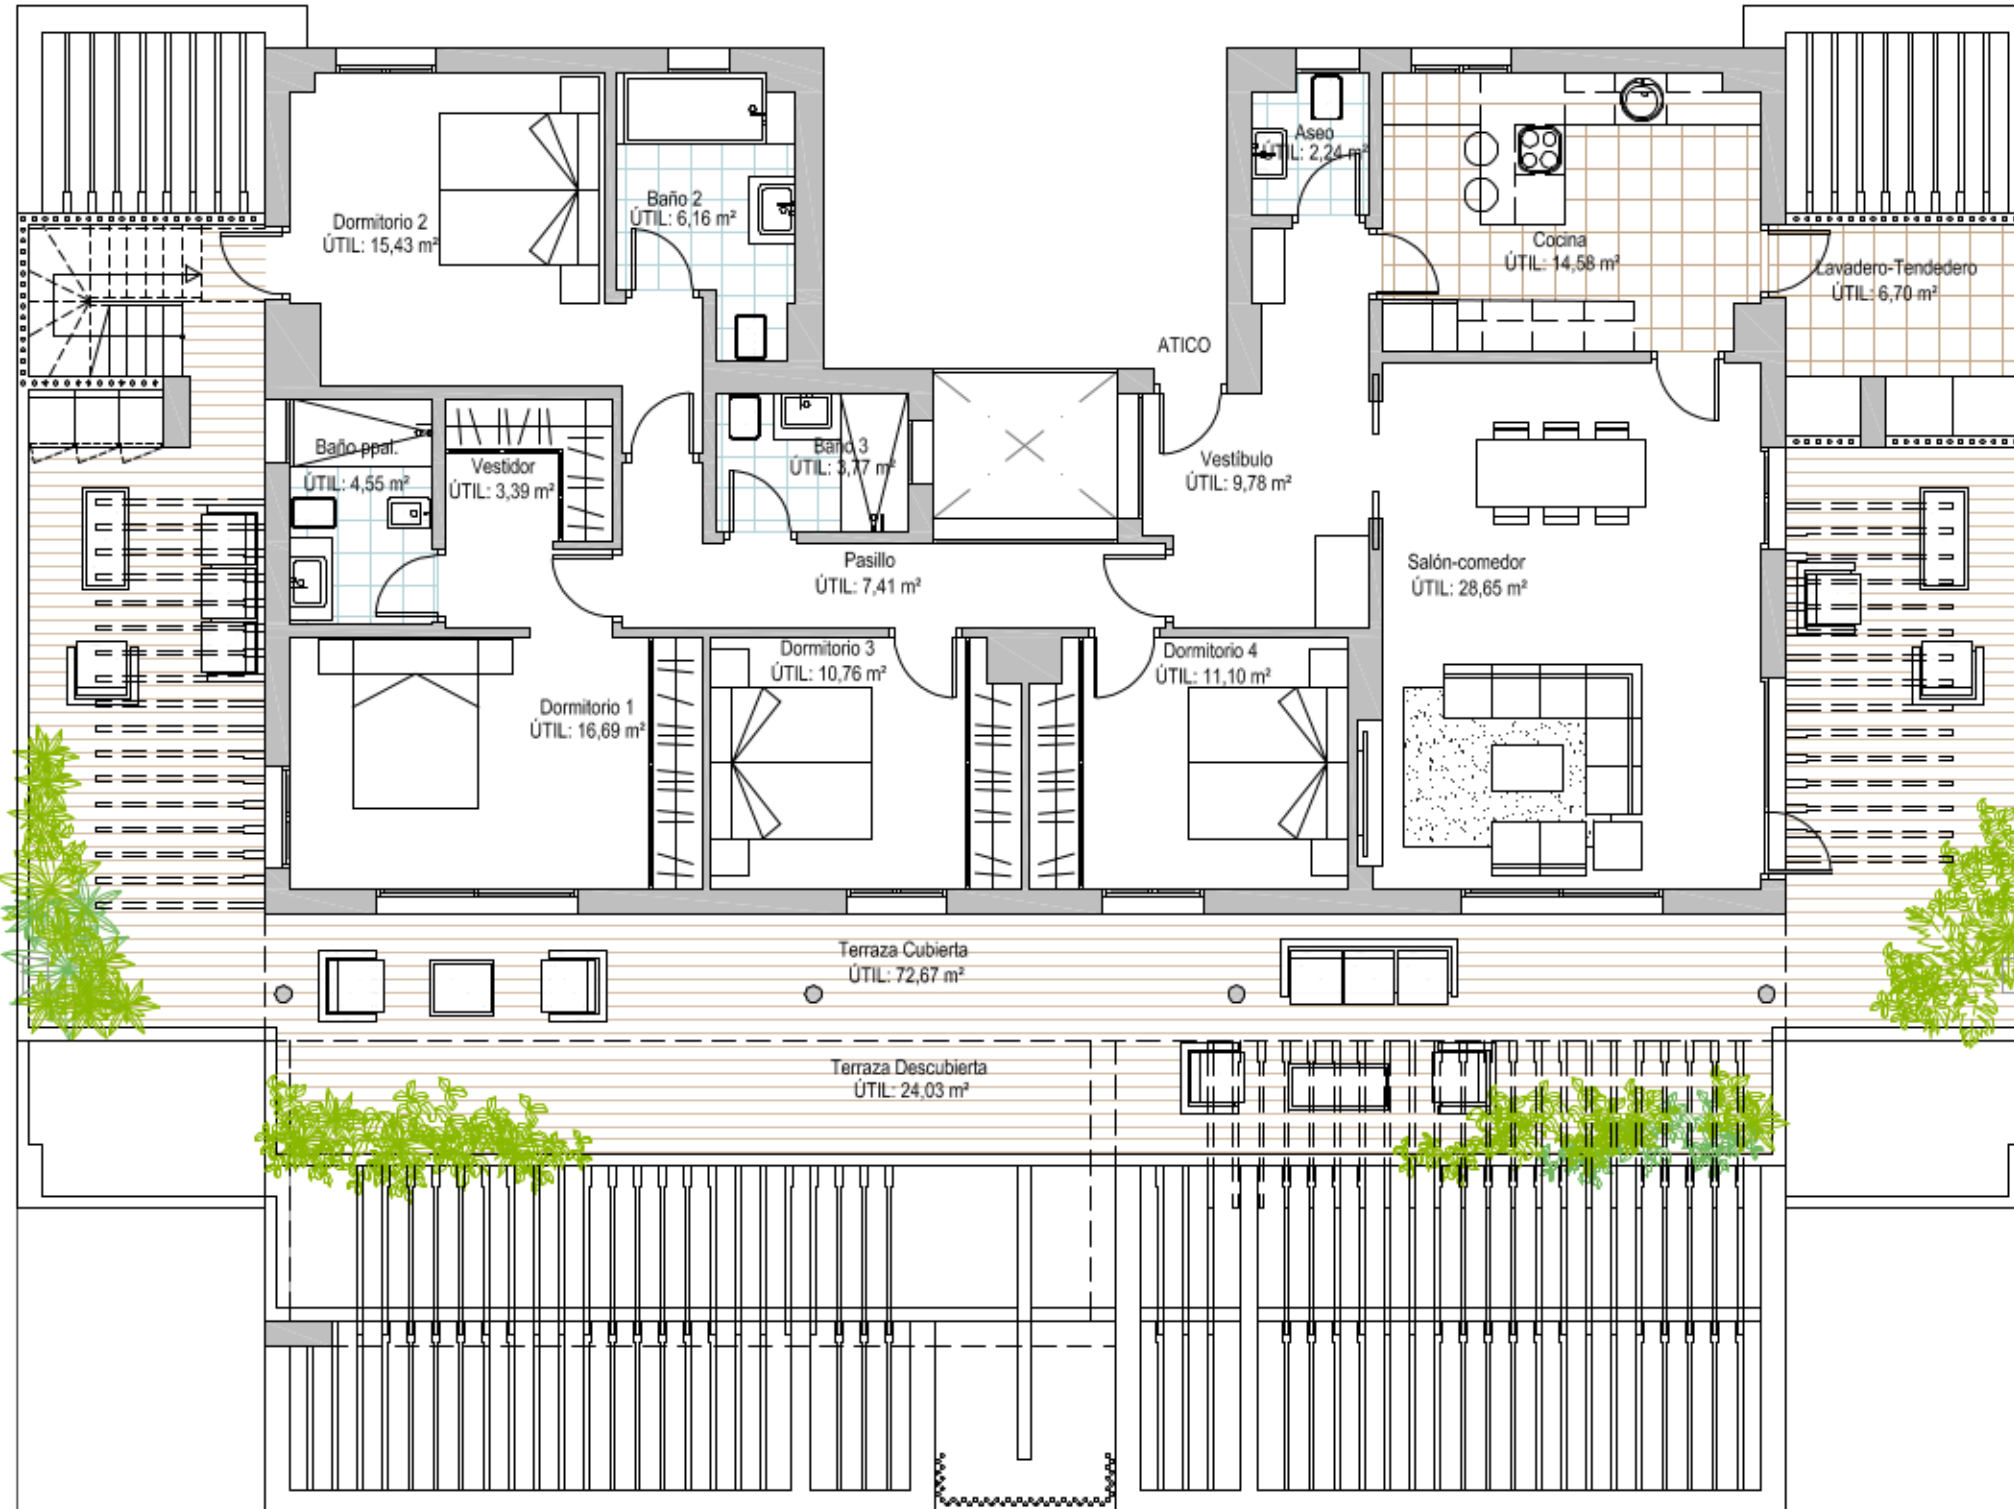 Dormitorio 2
ÚTIL: 15,43 m²
Baño 2
ÚTIL: 6,16 m²
Aseo
ÚTIL: 2,24 m²
Cocina
ÚTIL: 14,58 m²
Lavadero-Tendedero
ÚTIL: 6,70 m²
ATICO
Baño ppal.
ÚTIL: 4,55 m²
Vestidor
ÚTIL: 3,39 m²
Baño 3
ÚTIL: 3,77 m²
Vestíbulo
ÚTIL: 9,78 m²
Pasillo
ÚTIL: 7,41 m²
Salón-comedor
ÚTIL: 28,65 m²
Dormitorio 1
ÚTIL: 16,69 m²
Dormitorio 3
ÚTIL: 10,76 m²
Dormitorio 4
ÚTIL: 11,10 m²
Terraza Cubierta
ÚTIL: 72,67 m²
Terraza Descubierta
ÚTIL: 24,03 m²